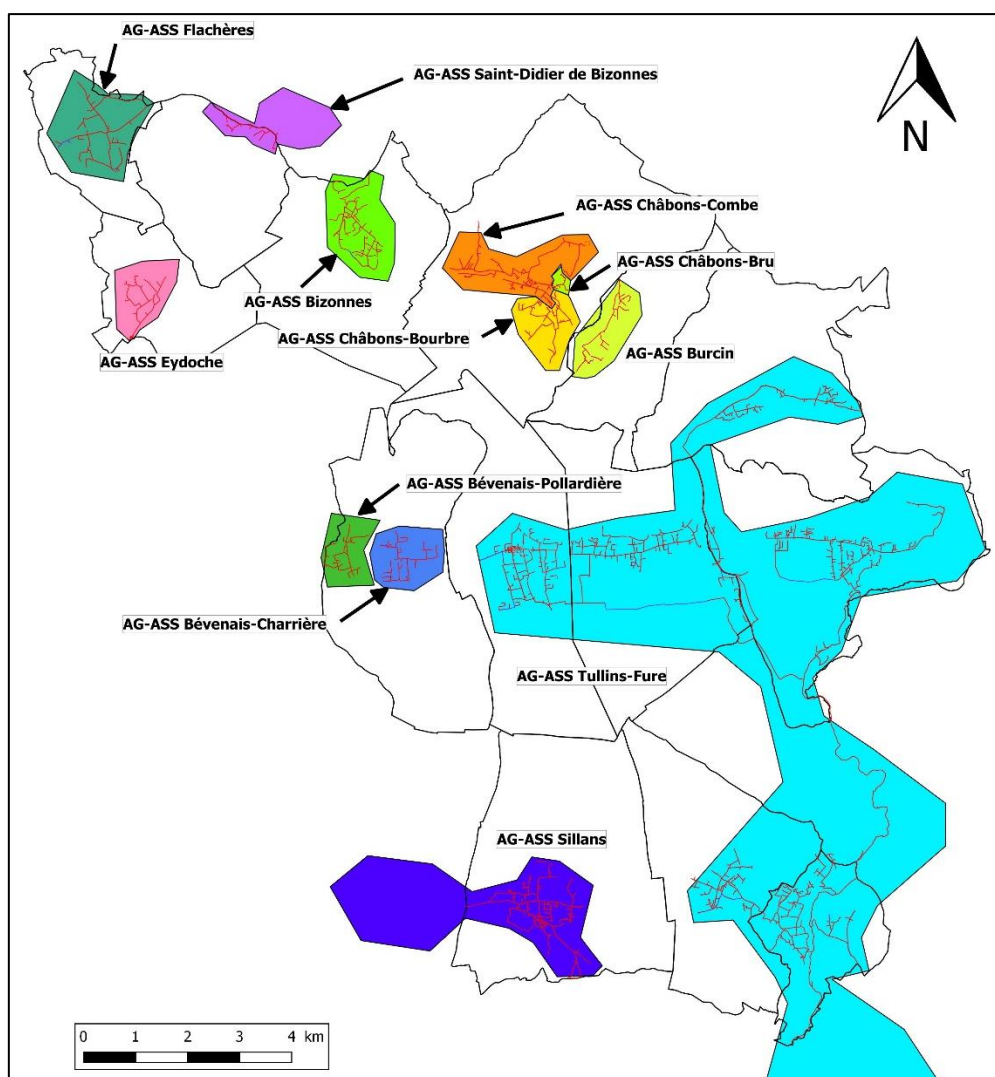 AG-ASS Flachères
AG-ASS Saint-Didier de Bizonnes
N
AG-ASS Châbons-Combe
AG-ASS Châbons-Bru
AG-ASS Bizonnes
AG-ASS Châbons-Bourbre
AG-ASS Burcin
AG-ASS Eydoche
AG-ASS Bévenais-Pollardière
AG-ASS Bévenais-Charrière
AG-ASS Tullins-Fure
AG-ASS Sillans
0 1 2 3 4 km